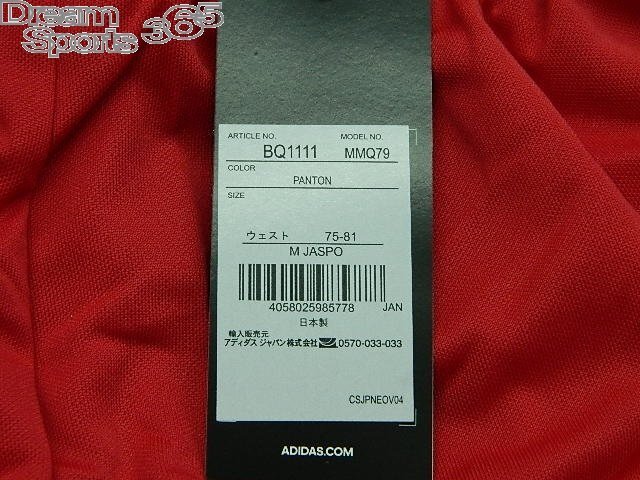 Dream
Sports 365
ARTICLE NO. MODEL NO.
BQ1111 MMQ79
COLOR
PANTON
SIZE
ウェスト 75-81
M JASPO
4058025985778 JAN
日本製
輸入販売元
アディダス ジャパン株式会社 0570-033-033
CSJPNEOV04
ADIDAS.COM